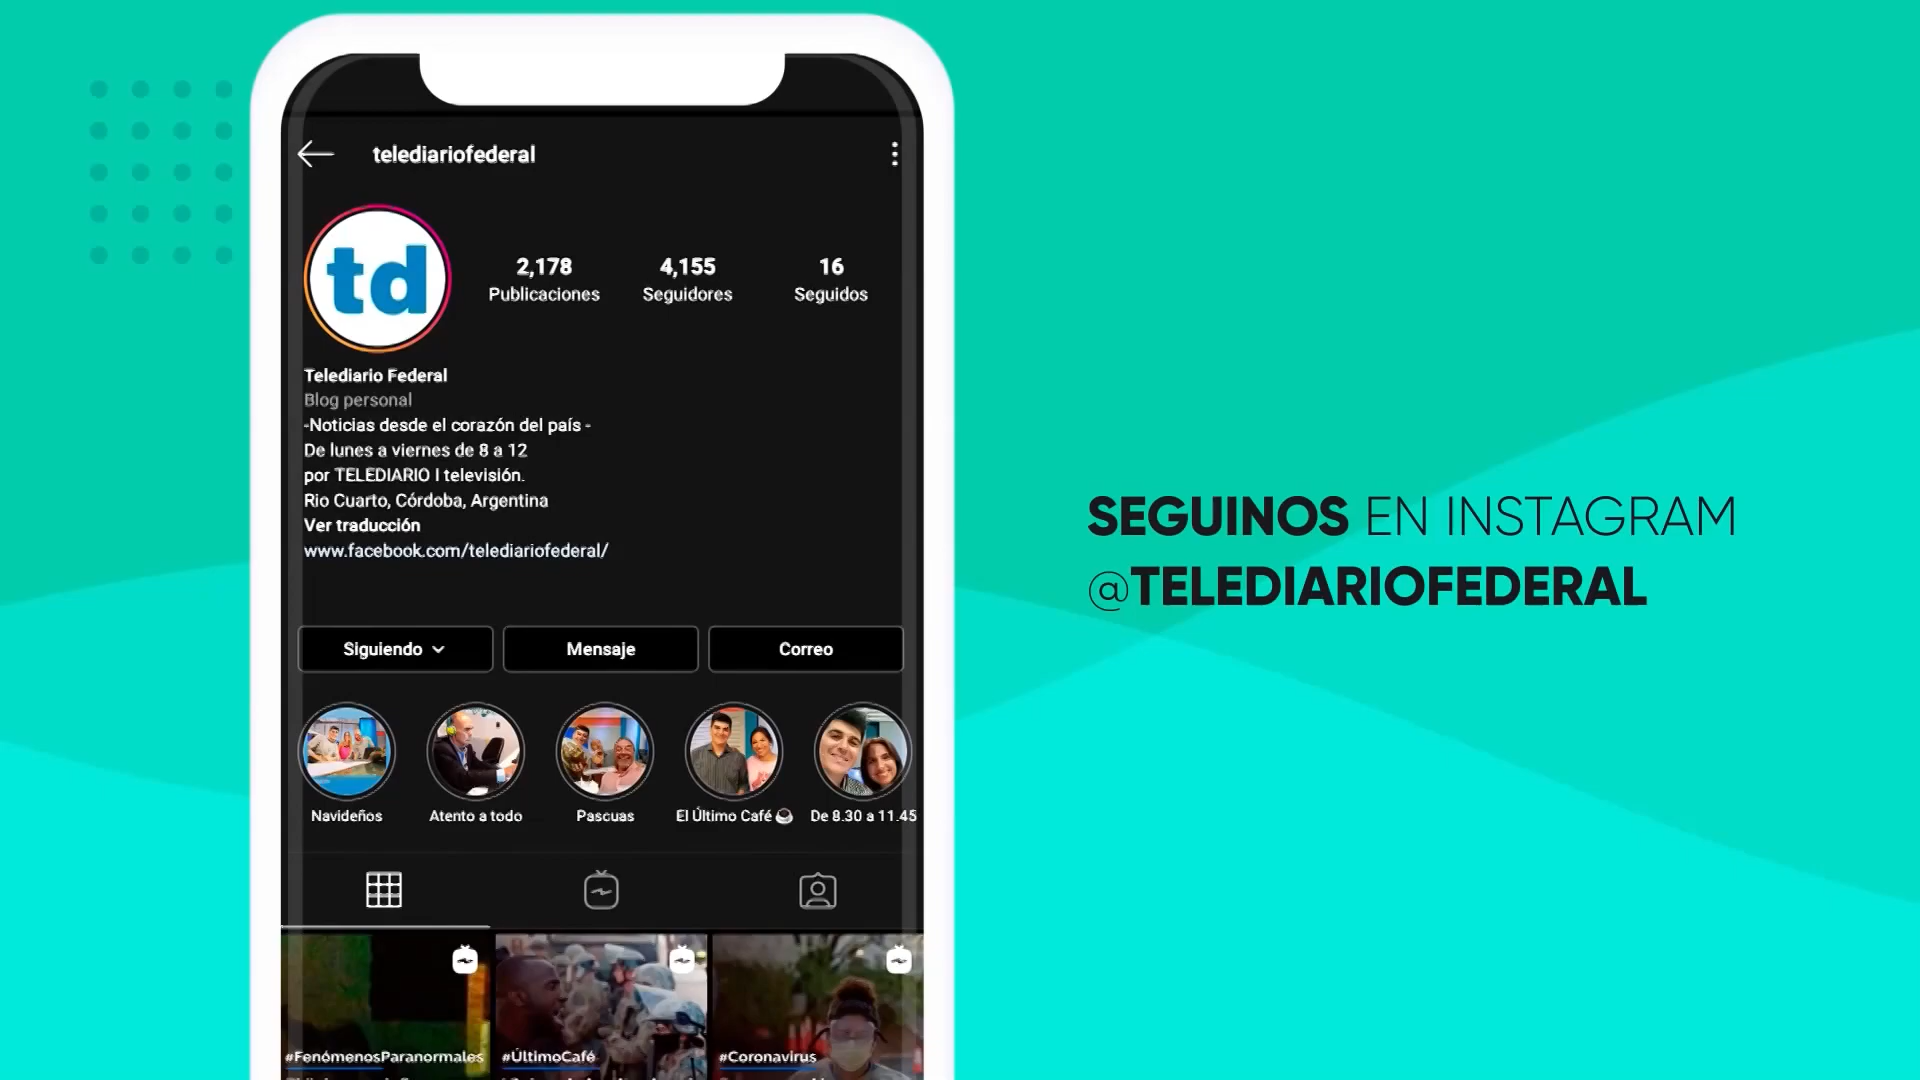 telediariofederal
td
2,178
Publicaciones
4,155
Seguidores
16
Seguidos
Telediario Federal
Blog personal
-Noticias desde el corazón del país -
De lunes a viernes de 8 a 12
por TELEDIARIO I televisión.
Rio Cuarto, Córdoba, Argentina
Ver traducción
www.facebook.com/telediariofederal/
Siguiendo
Mensaje
Correo
Navideños
Atento a todo
Pascuas
El Último Café ☕
De 8.30 a 11.45
#FenómenosParanormales
#ÚltimoCafé
#Coronavirus
SEGUINOS EN INSTAGRAM
@TELEDIARIOFEDERAL